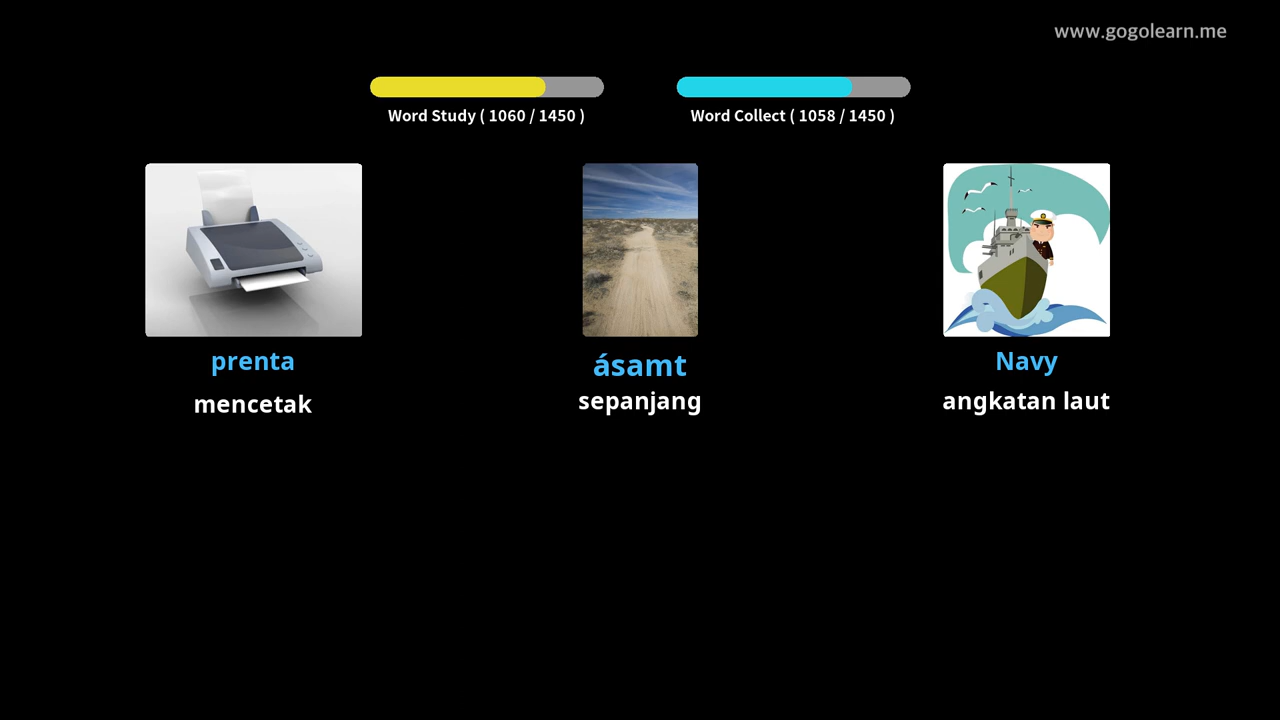 www.gogolearn.me
Word Study ( 1060 / 1450 )
Word Collect ( 1058 / 1450 )
prenta
mencetak
ásamt
sepanjang
Navy
angkatan laut